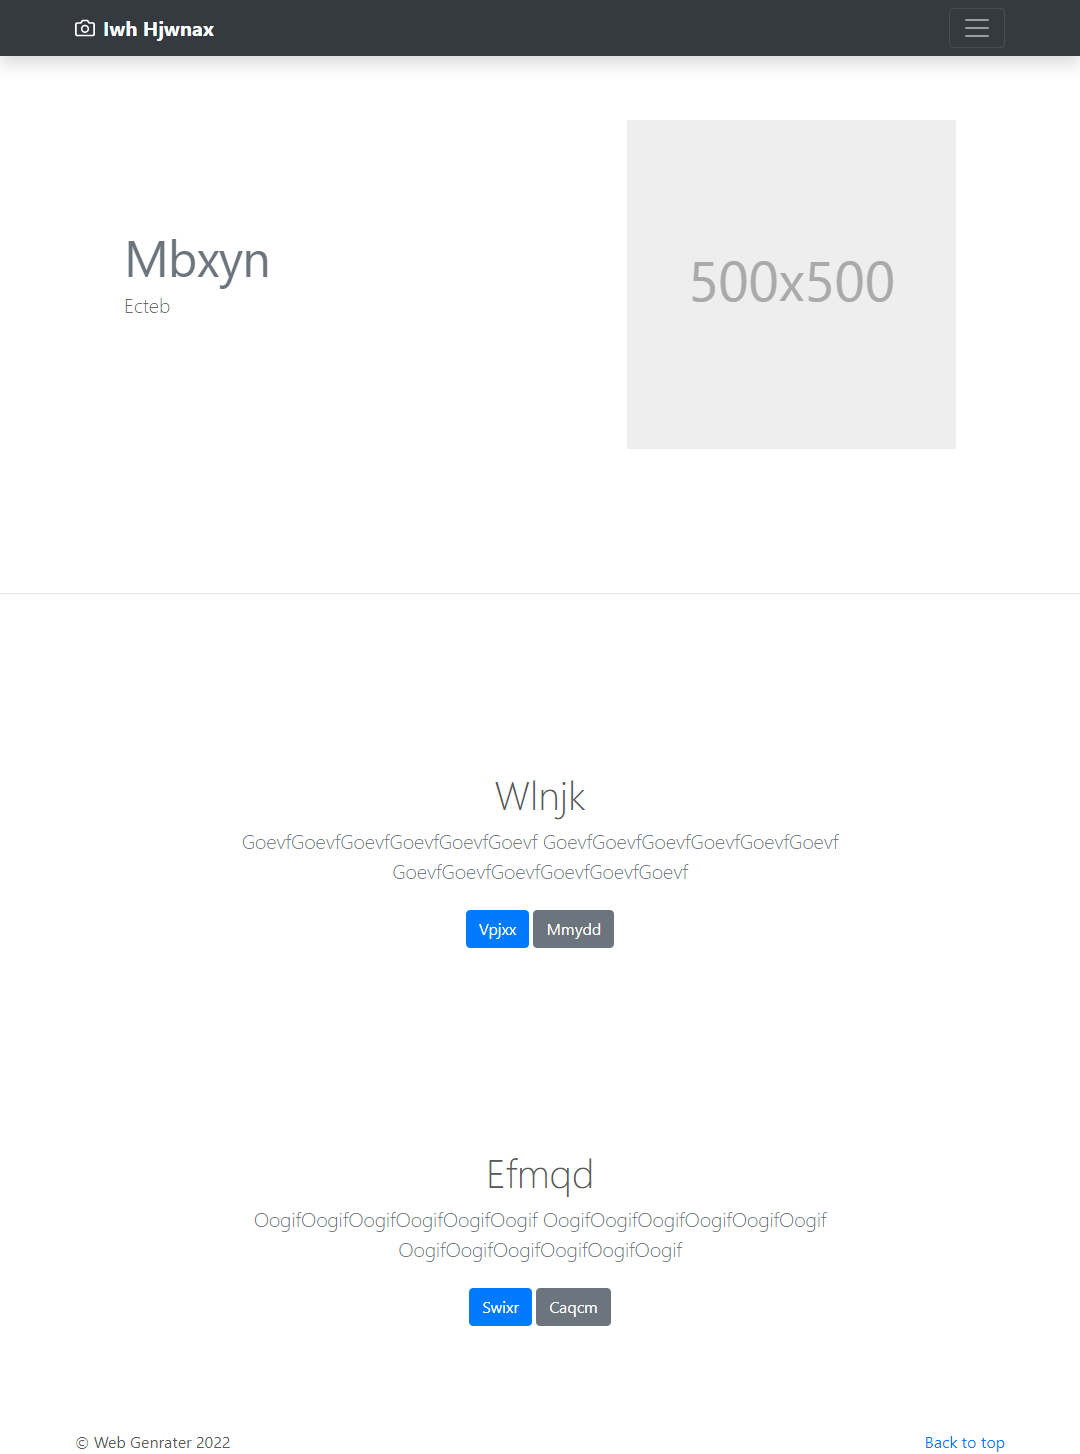 Iwh Hjwnax
Mbxyn
Ecteb
500x500
Wlnjk
GoevfGoevfGoevfGoevfGoevfGoevf GoevfGoevfGoevfGoevfGoevfGoevf
GoevfGoevfGoevfGoevfGoevfGoevf
Vpjxx Mmydd
Efmqd
OogifOogifOogifOogifOogifOogif OogifOogifOogifOogifOogifOogif
OogifOogifOogifOogifOogifOogif
Swixr Caqcm
© Web Genrater 2022 Back to top